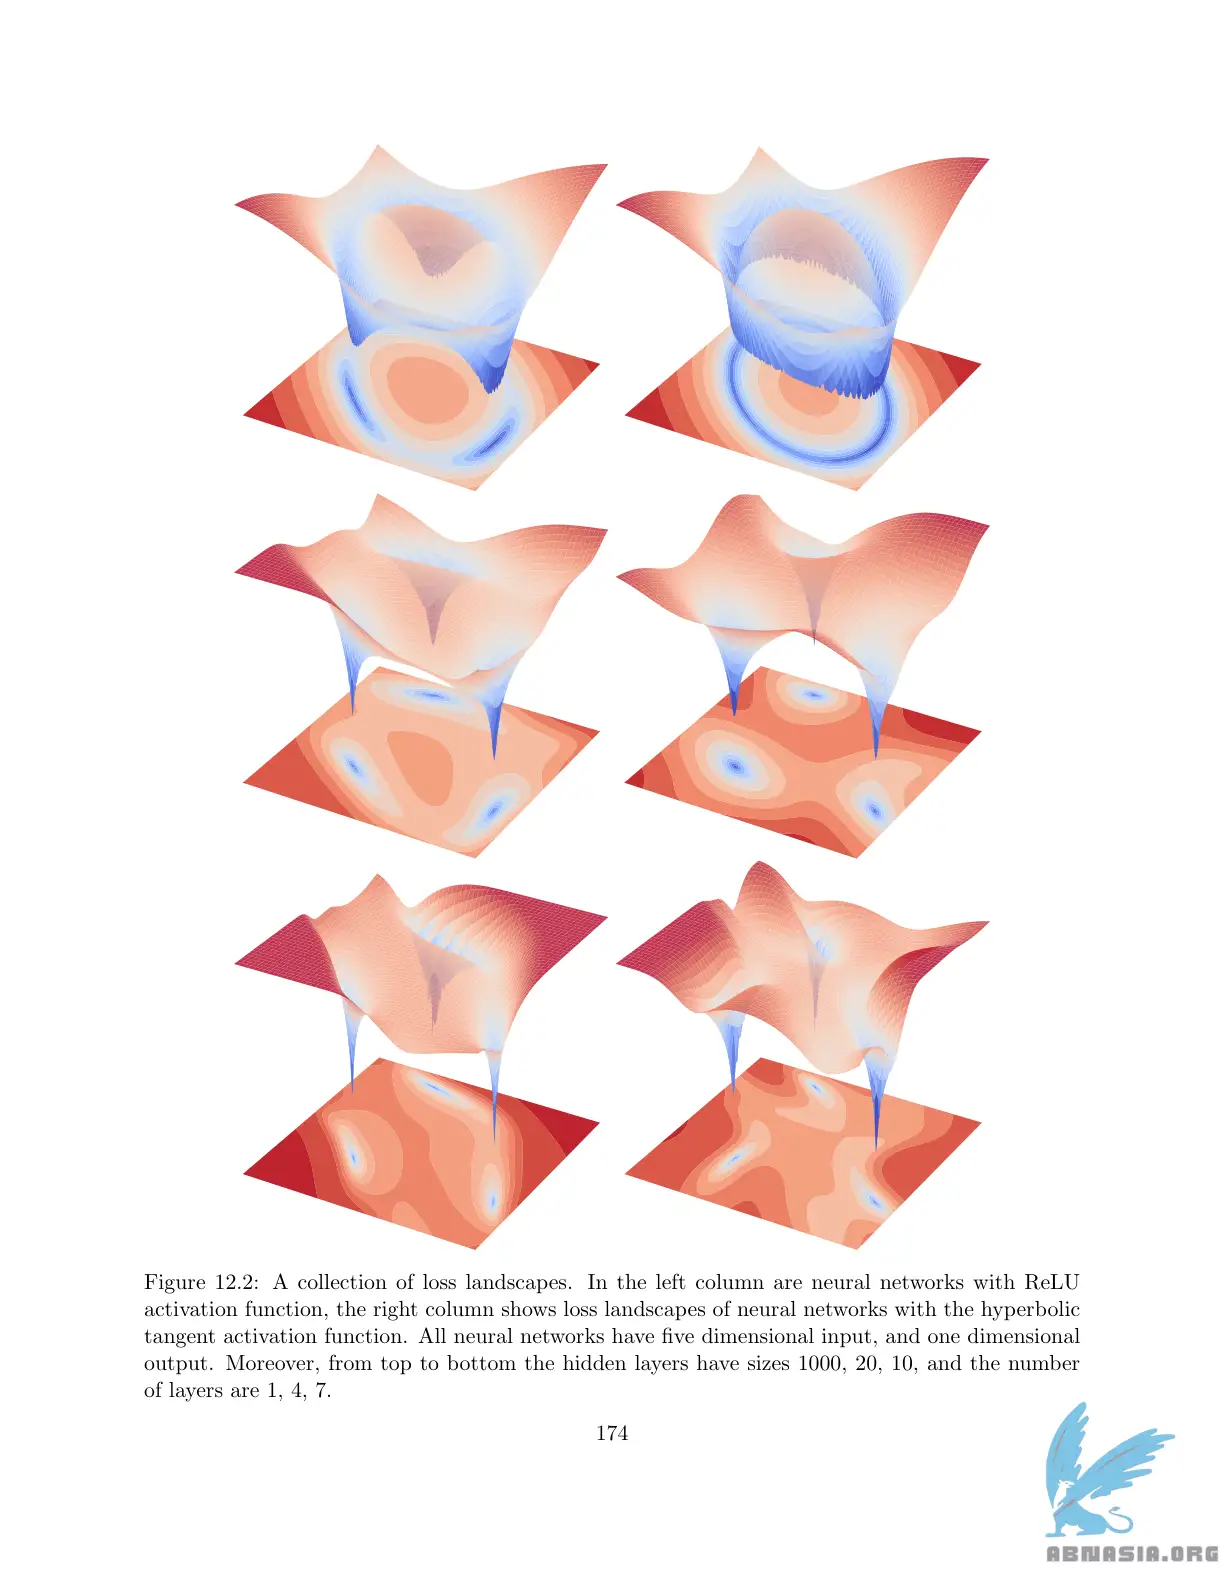 Figure 12.2: A collection of loss landscapes. In the left column are neural networks with ReLU
activation function, the right column shows loss landscapes of neural networks with the hyperbolic
tangent activation function. All neural networks have five dimensional input, and one dimensional
output. Moreover, from top to bottom the hidden layers have sizes 1000, 20, 10, and the number
of layers are 1, 4, 7.
174
ABNASIA.ORG